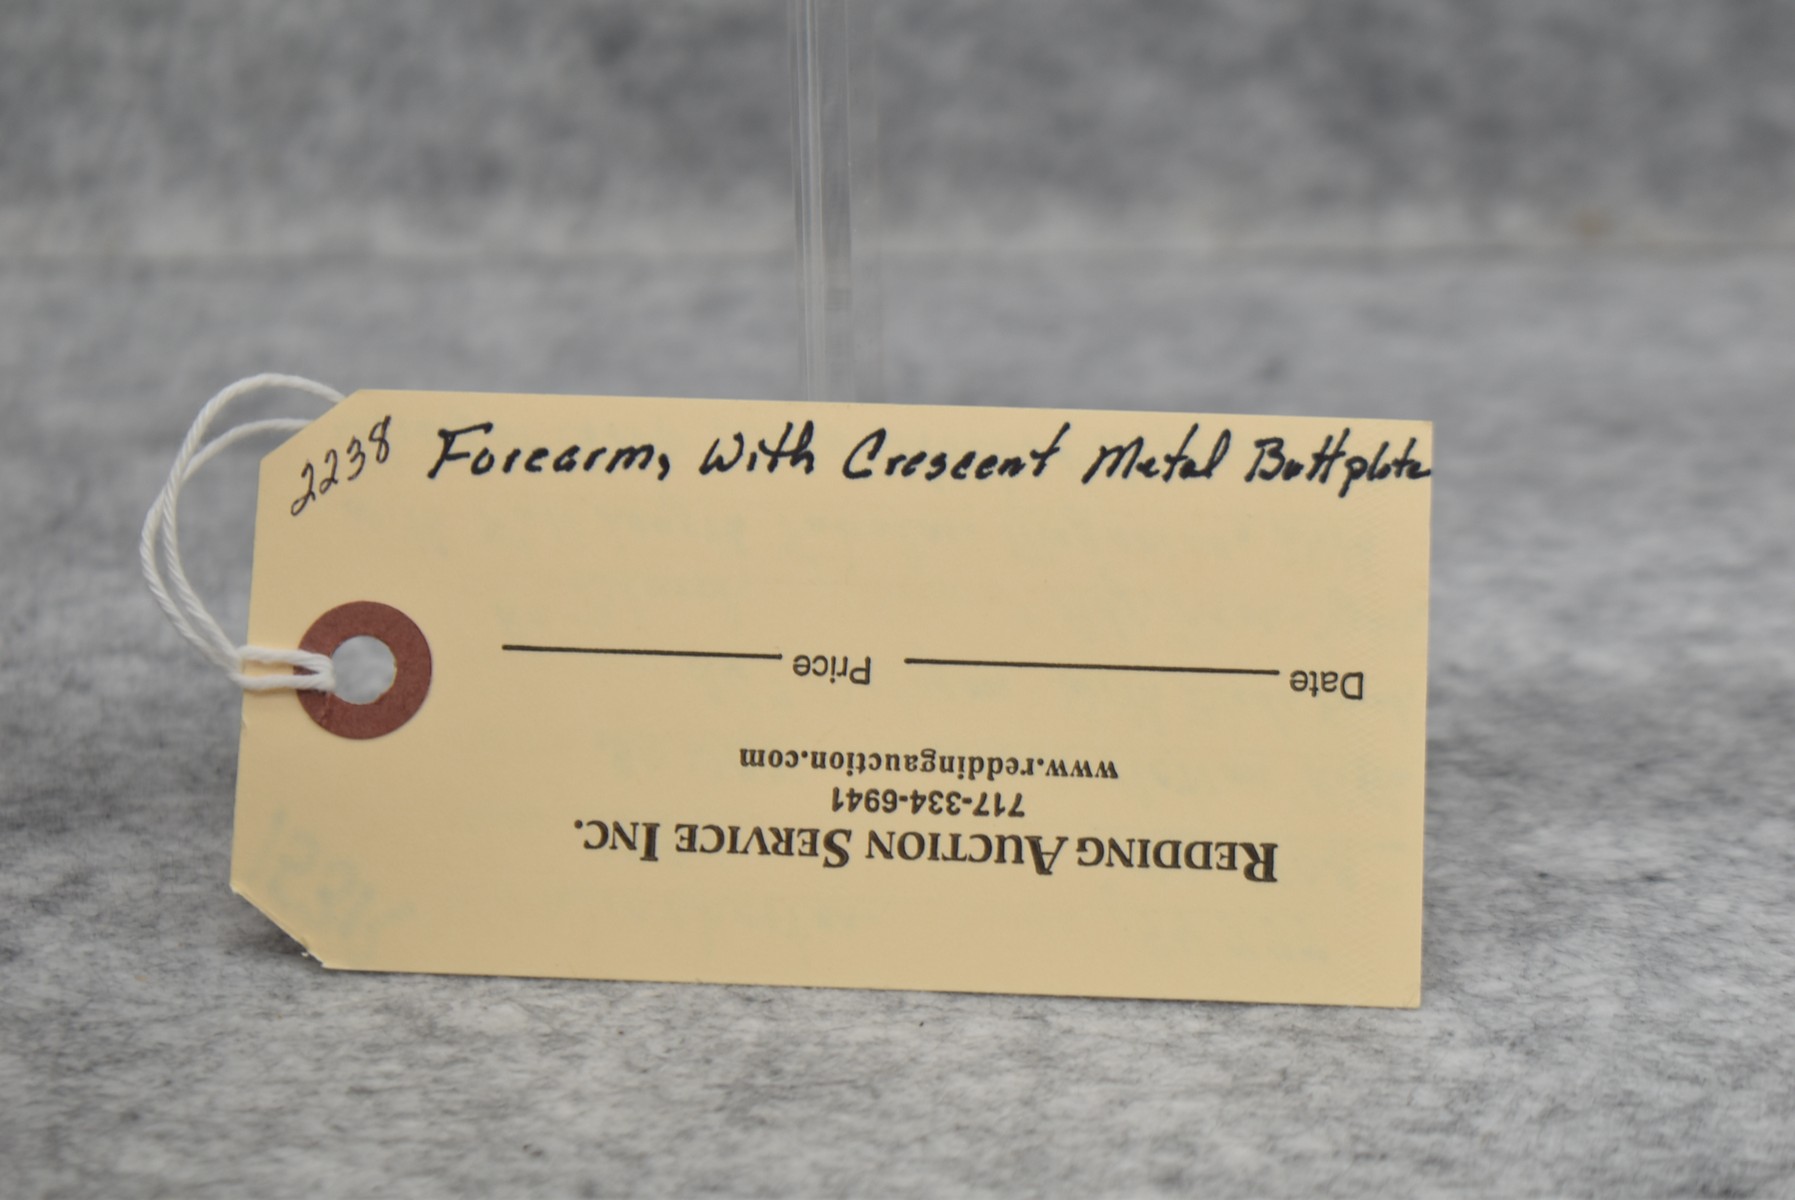 2238 Forearm, With Crescent Metal Buttplate
REDDING AUCTION SERVICE INC.
717-334-6941
www.reddingauction.com
Date Price